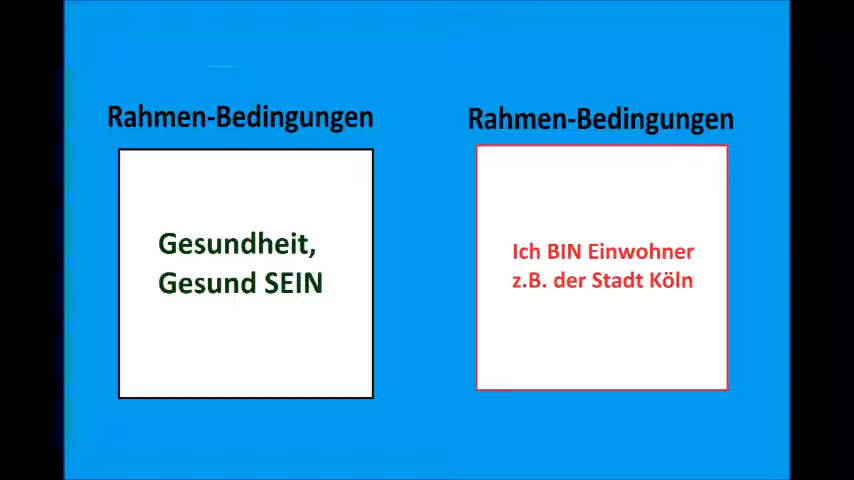 Rahmen-Bedingungen
Gesundheit,
Gesund SEIN
Rahmen-Bedingungen
Ich BIN Einwohner
z.B. der Stadt Köln